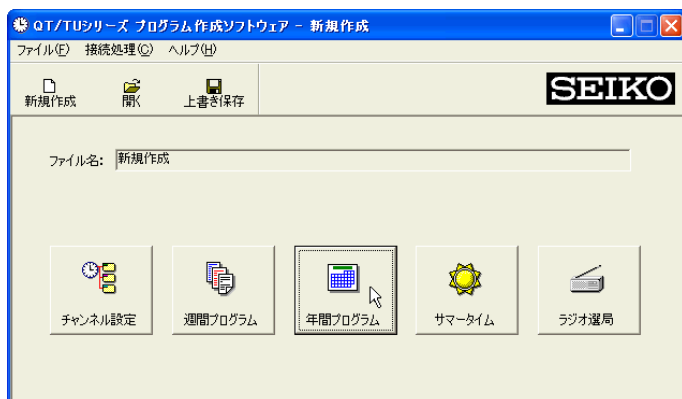 QT/TUシリーズ プログラム作成ソフトウェア - 新規作成
ファイル(F) 接続処理(C) ヘルプ(H)
新規作成 開く 上書き保存
SEIKO
ファイル名: 新規作成
チャンネル設定 週間プログラム 年間プログラム サマータイム ラジオ選局